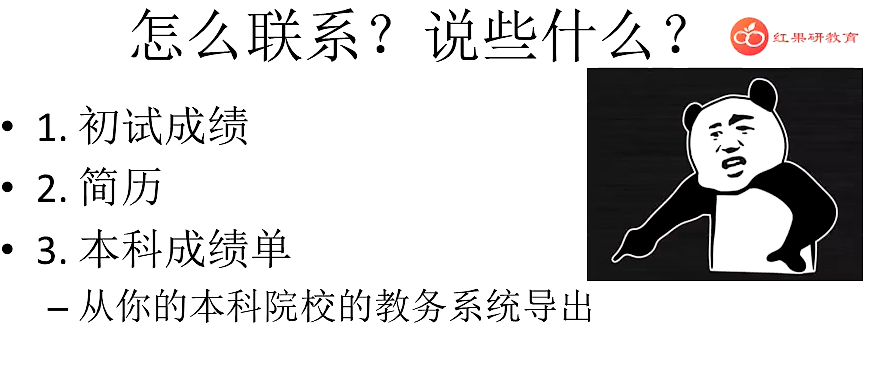 怎么联系？说些什么？
红果研教育
• 1. 初试成绩
• 2. 简历
• 3. 本科成绩单
– 从你的本科院校的教务系统导出